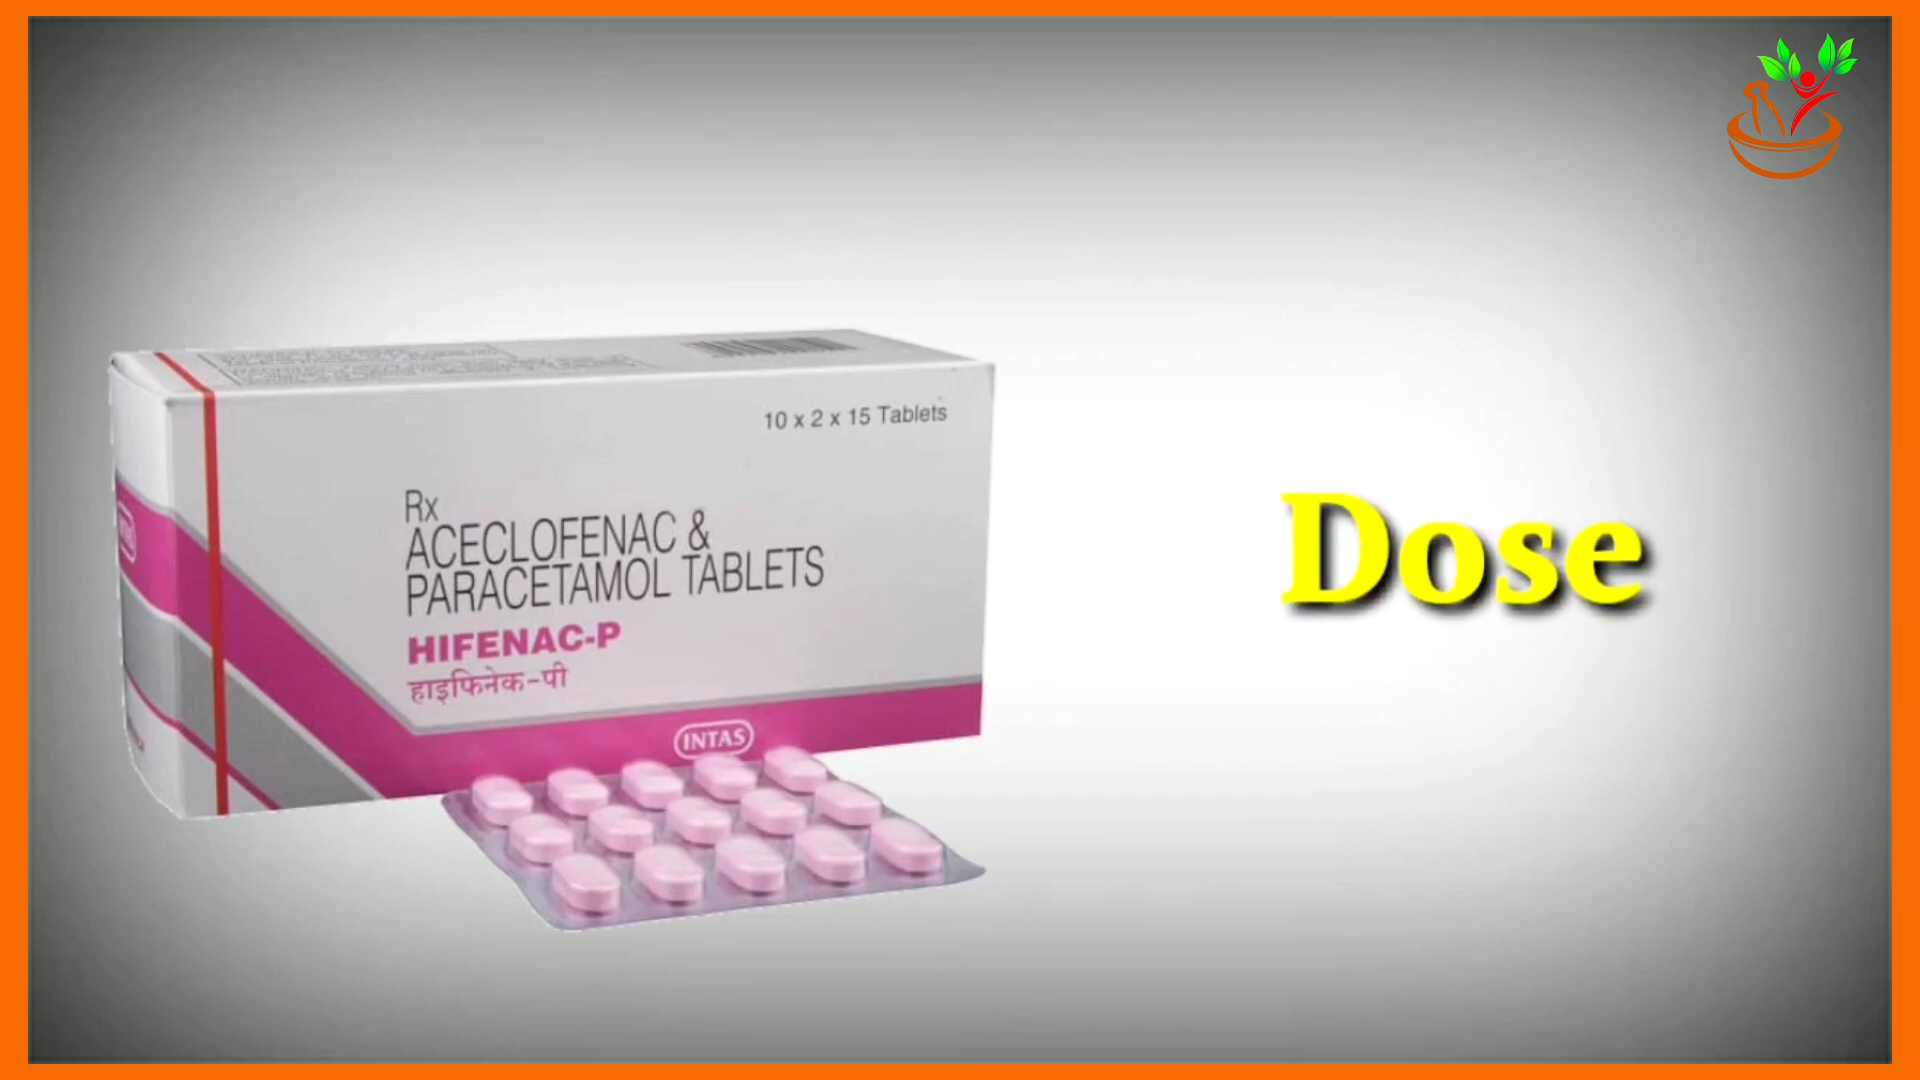 10 x 2 x 15 Tablets
Rx
ACECLOFENAC &
PARACETAMOL TABLETS
HIFENAC-P
हाइफिनेक-पी
INTAS
Dose